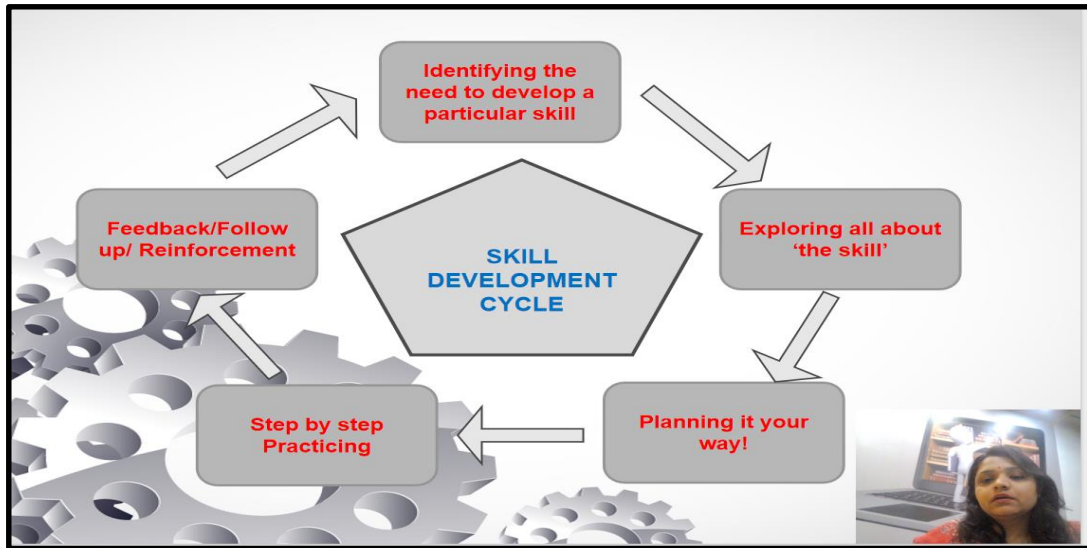 Identifying the
need to develop a
particular skill
Feedback/Follow
up/ Reinforcement
Exploring all about
‘the skill’
SKILL
DEVELOPMENT
CYCLE
Step by step
Practicing
Planning it your
way!